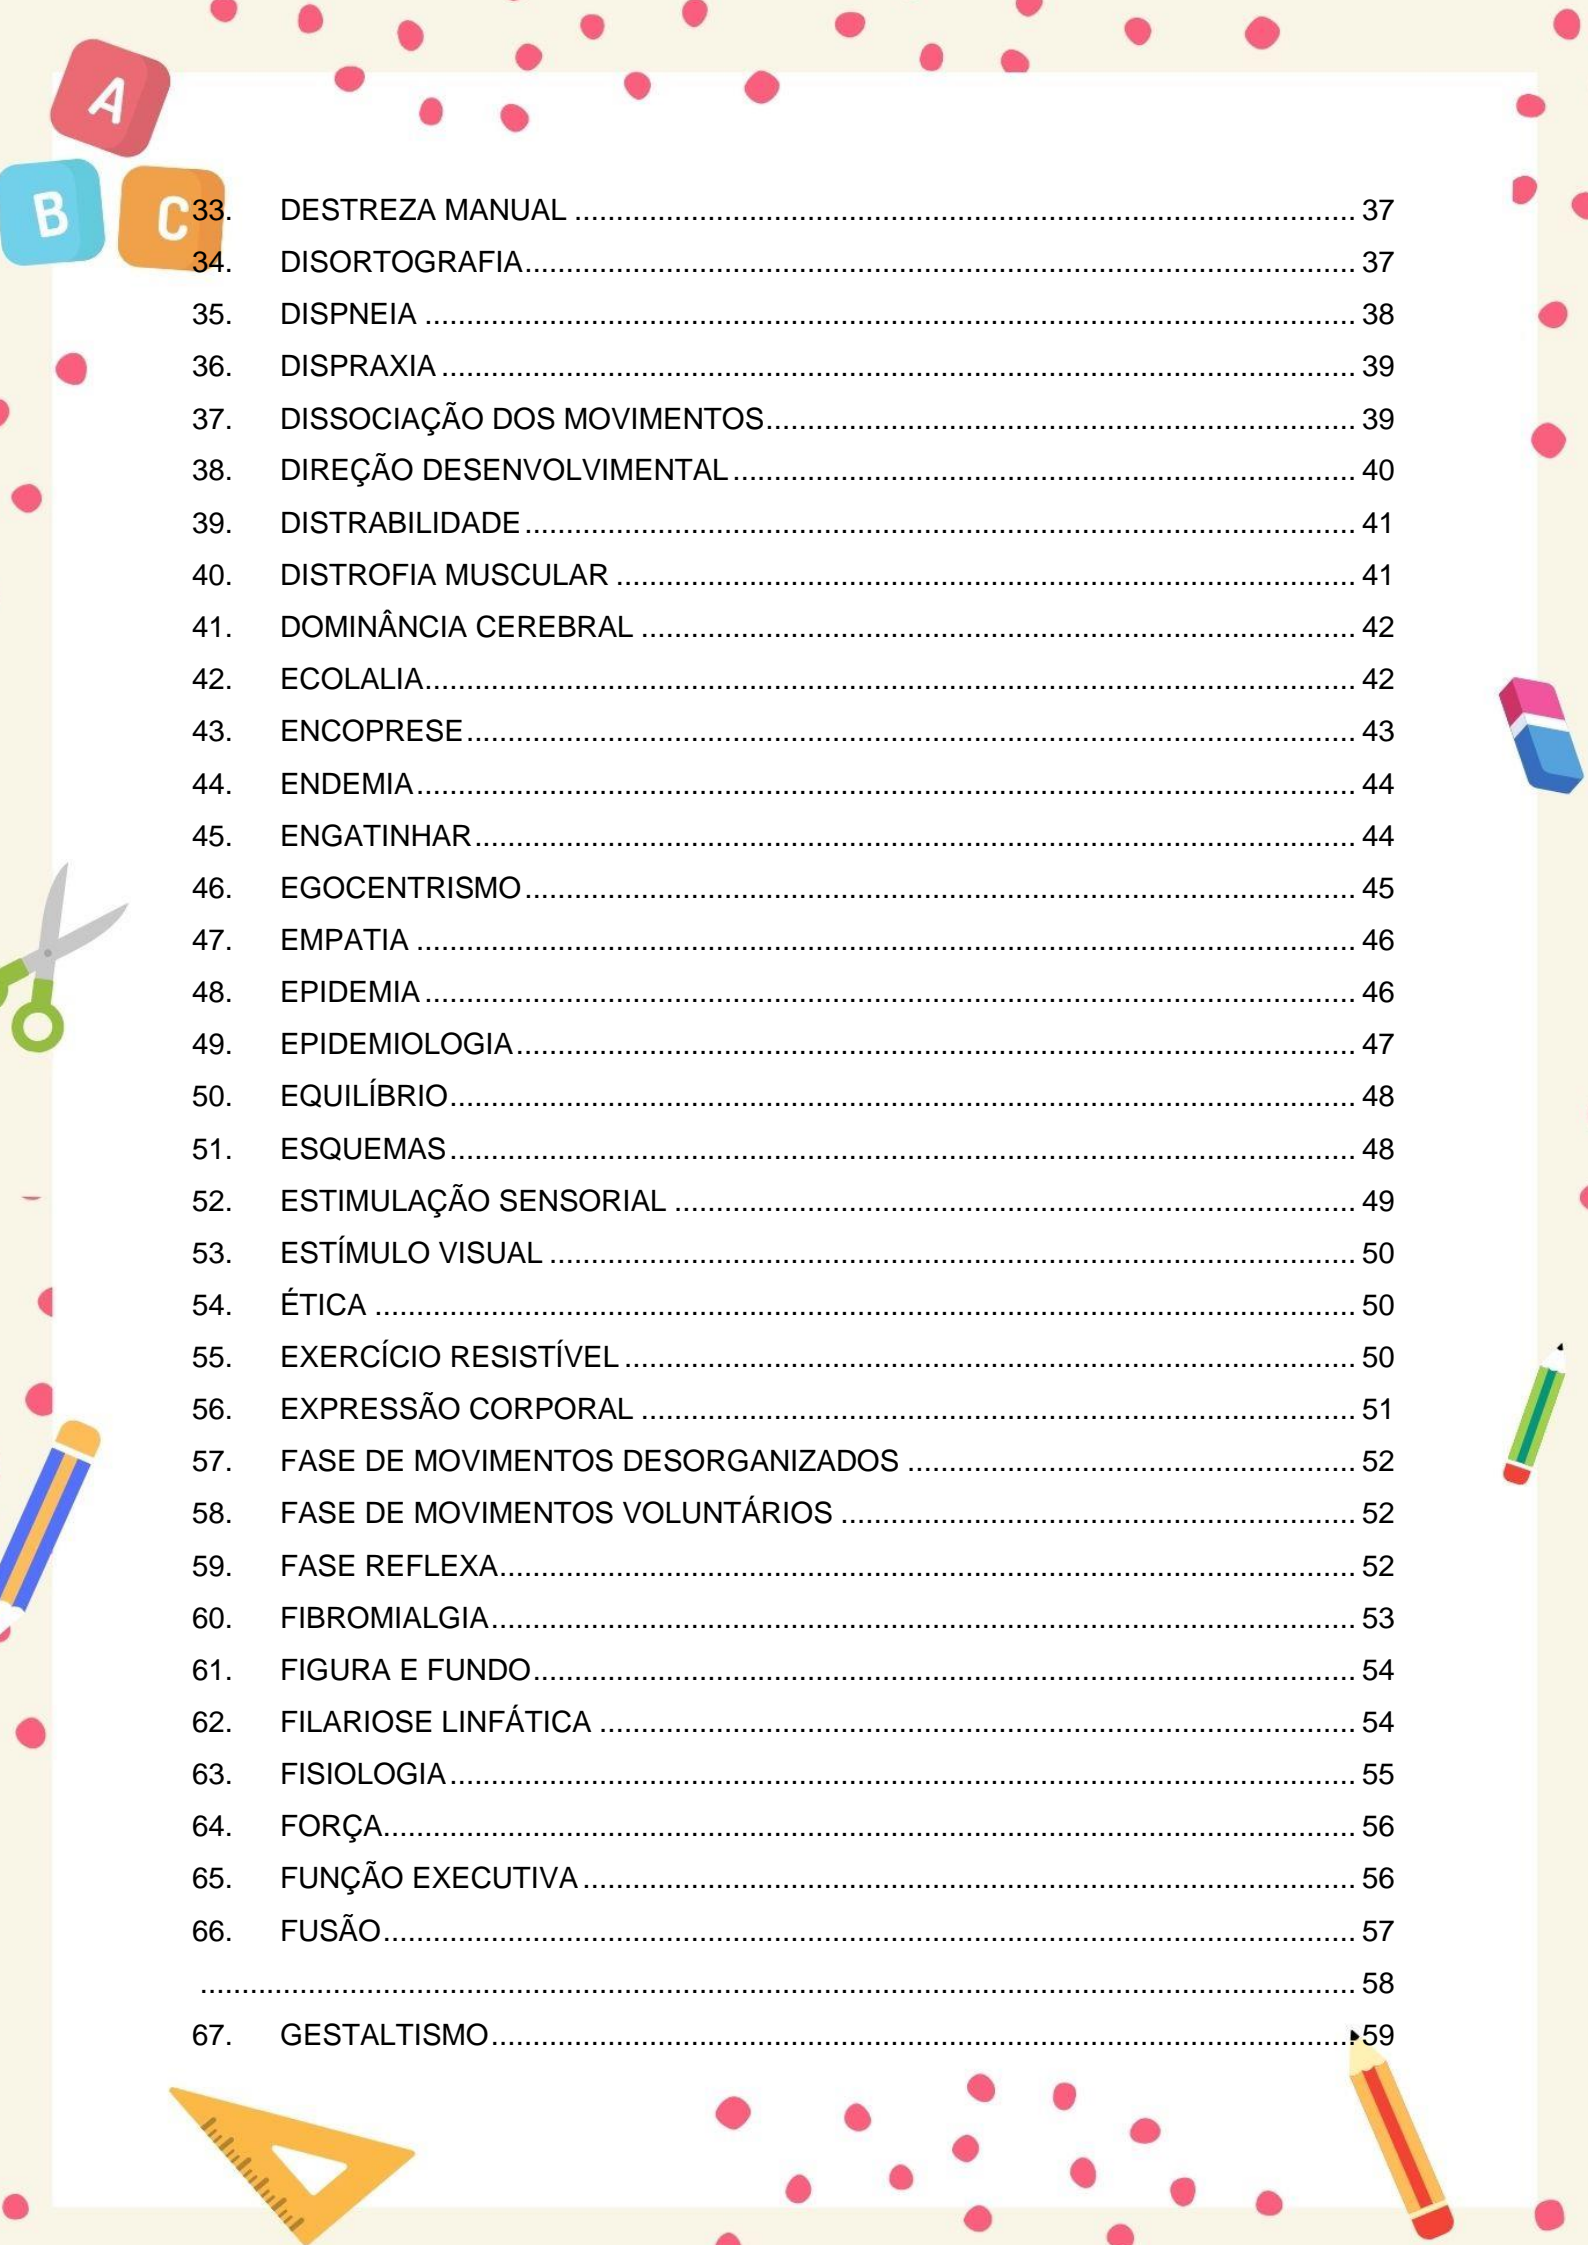 A
B
C
33. DESTREZA MANUAL ........ 37
34. DISORTOGRAFIA ........ 37
35. DISPNEIA ........ 38
36. DISPRAXIA ........ 39
37. DISSOCIAÇÃO DOS MOVIMENTOS ........ 39
38. DIREÇÃO DESENVOLVIMENTAL ........ 40
39. DISTRABILIDADE ........ 41
40. DISTROFIA MUSCULAR ........ 41
41. DOMINÂNCIA CEREBRAL ........ 42
42. ECOLALIA ........ 42
43. ENCOPRESE ........ 43
44. ENDEMIA ........ 44
45. ENGATINHAR ........ 44
46. EGOCENTRISMO ........ 45
47. EMPATIA ........ 46
48. EPIDEMIA ........ 46
49. EPIDEMIOLOGIA ........ 47
50. EQUILÍBRIO ........ 48
51. ESQUEMAS ........ 48
52. ESTIMULAÇÃO SENSORIAL ........ 49
53. ESTÍMULO VISUAL ........ 50
54. ÉTICA ........ 50
55. EXERCÍCIO RESISTÍVEL ........ 50
56. EXPRESSÃO CORPORAL ........ 51
57. FASE DE MOVIMENTOS DESORGANIZADOS ........ 52
58. FASE DE MOVIMENTOS VOLUNTÁRIOS ........ 52
59. FASE REFLEXA ........ 52
60. FIBROMIALGIA ........ 53
61. FIGURA E FUNDO ........ 54
62. FILARIOSE LINFÁTICA ........ 54
63. FISIOLOGIA ........ 55
64. FORÇA ........ 56
65. FUNÇÃO EXECUTIVA ........ 56
66. FUSÃO ........ 57
........ 58
67. GESTALTISMO ........ 59